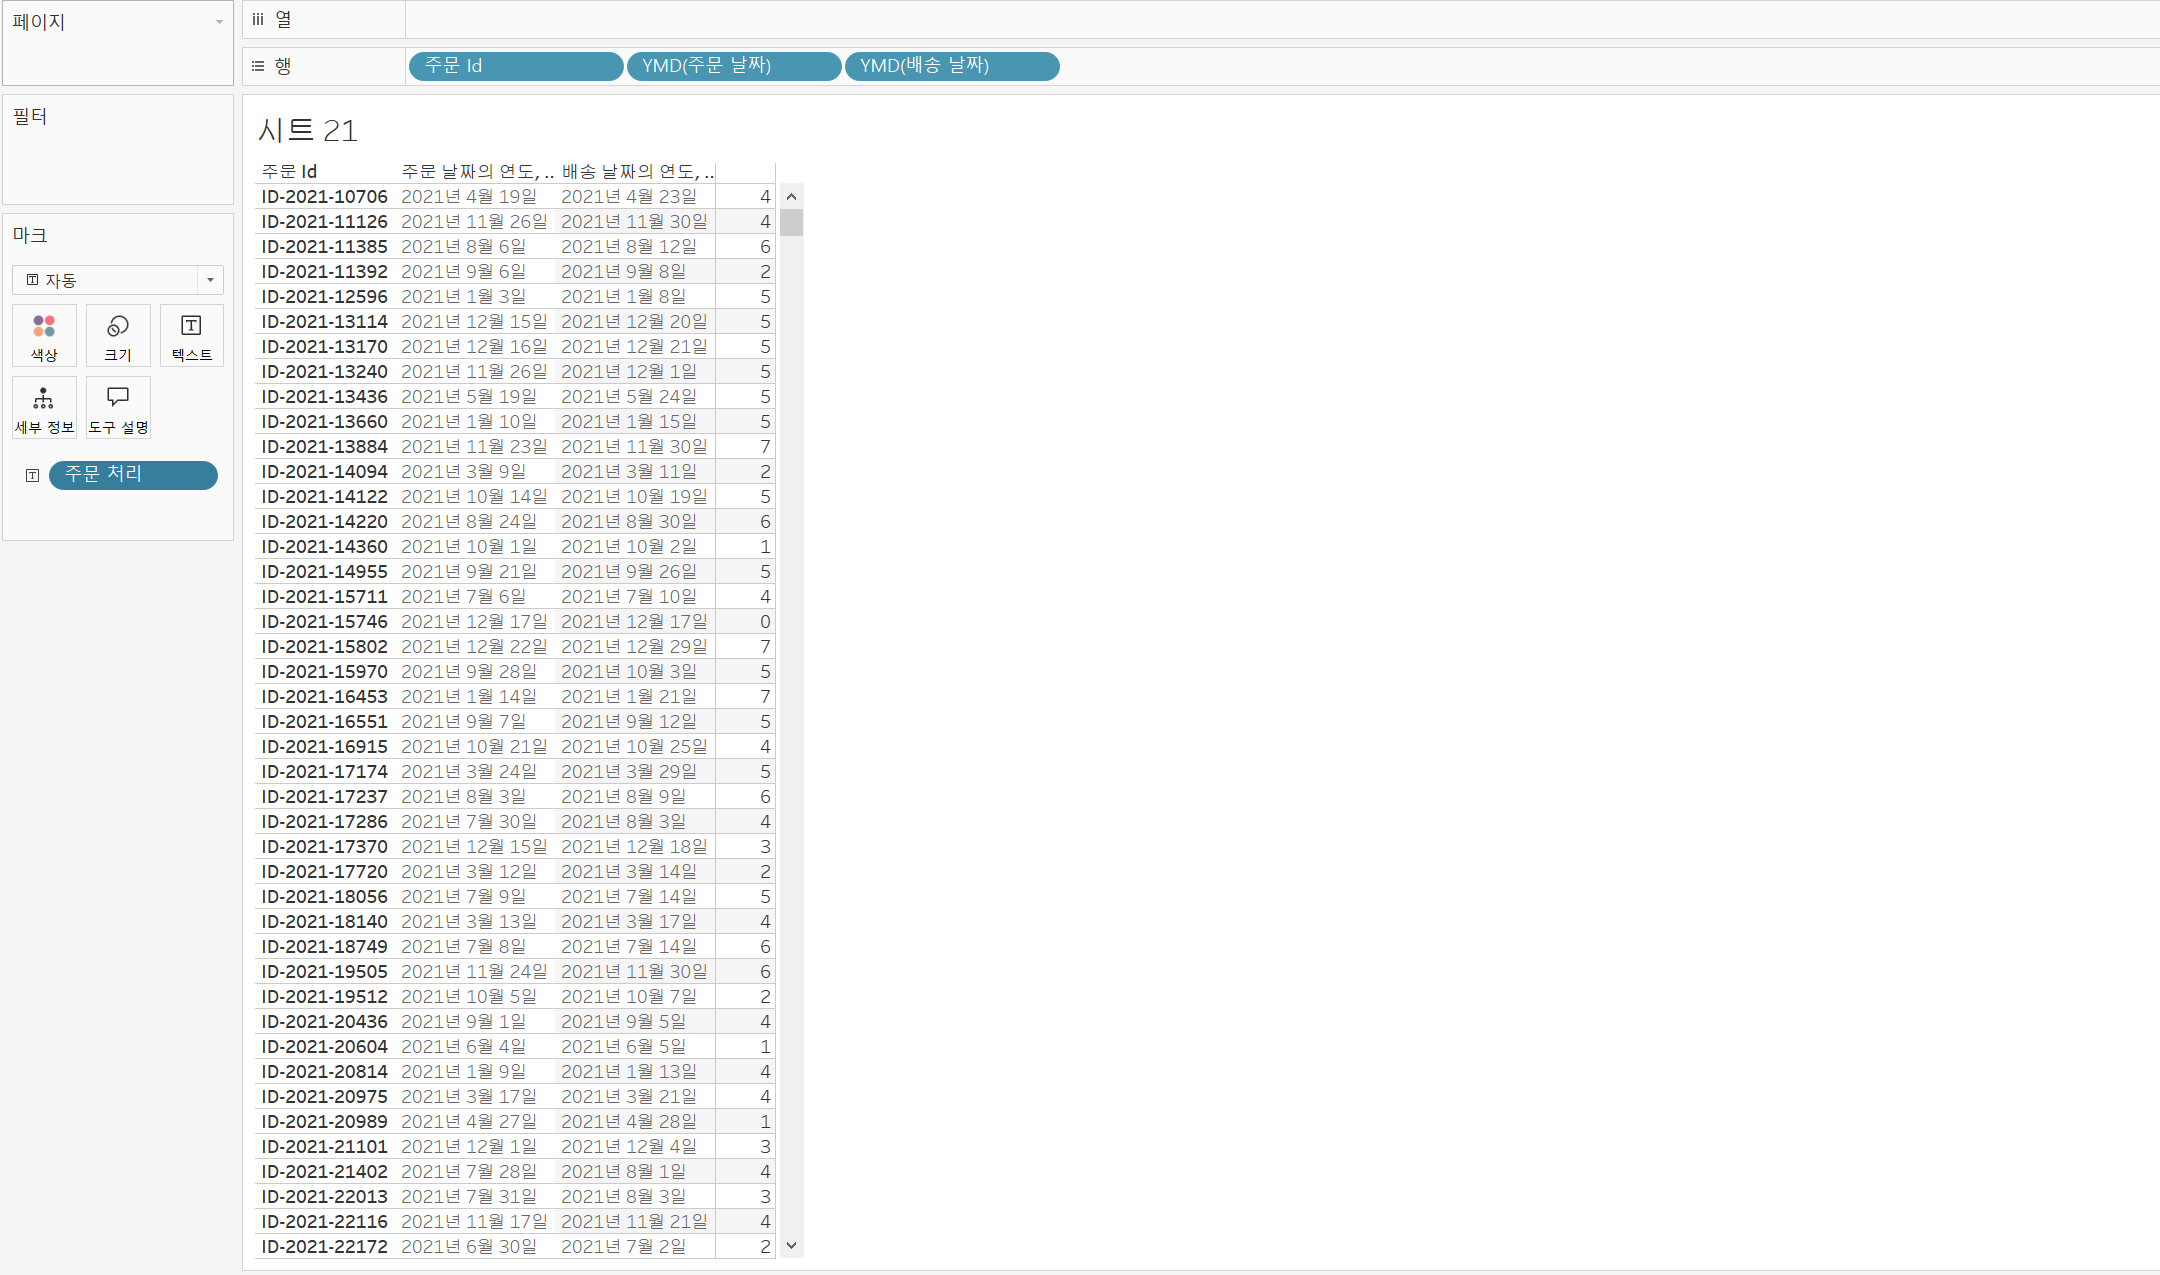 페이지
열
행 주문 Id YMD(주문 날짜) YMD(배송 날짜)
필터
마크
자동
색상 크기 텍스트
세부 정보 도구 설명
주문 처리
시트 21
주문 Id 주문 날짜의 연도, .. 배송 날짜의 연도, ..
ID-2021-10706 2021년 4월 19일 2021년 4월 23일 4
ID-2021-11126 2021년 11월 26일 2021년 11월 30일 4
ID-2021-11385 2021년 8월 6일 2021년 8월 12일 6
ID-2021-11392 2021년 9월 6일 2021년 9월 8일 2
ID-2021-12596 2021년 1월 3일 2021년 1월 8일 5
ID-2021-13114 2021년 12월 15일 2021년 12월 20일 5
ID-2021-13170 2021년 12월 16일 2021년 12월 21일 5
ID-2021-13240 2021년 11월 26일 2021년 12월 1일 5
ID-2021-13436 2021년 5월 19일 2021년 5월 24일 5
ID-2021-13660 2021년 1월 10일 2021년 1월 15일 5
ID-2021-13884 2021년 11월 23일 2021년 11월 30일 7
ID-2021-14094 2021년 3월 9일 2021년 3월 11일 2
ID-2021-14122 2021년 10월 14일 2021년 10월 19일 5
ID-2021-14220 2021년 8월 24일 2021년 8월 30일 6
ID-2021-14360 2021년 10월 1일 2021년 10월 2일 1
ID-2021-14955 2021년 9월 21일 2021년 9월 26일 5
ID-2021-15711 2021년 7월 6일 2021년 7월 10일 4
ID-2021-15746 2021년 12월 17일 2021년 12월 17일 0
ID-2021-15802 2021년 12월 22일 2021년 12월 29일 7
ID-2021-15970 2021년 9월 28일 2021년 10월 3일 5
ID-2021-16453 2021년 1월 14일 2021년 1월 21일 7
ID-2021-16551 2021년 9월 7일 2021년 9월 12일 5
ID-2021-16915 2021년 10월 21일 2021년 10월 25일 4
ID-2021-17174 2021년 3월 24일 2021년 3월 29일 5
ID-2021-17237 2021년 8월 3일 2021년 8월 9일 6
ID-2021-17286 2021년 7월 30일 2021년 8월 3일 4
ID-2021-17370 2021년 12월 15일 2021년 12월 18일 3
ID-2021-17720 2021년 3월 12일 2021년 3월 14일 2
ID-2021-18056 2021년 7월 9일 2021년 7월 14일 5
ID-2021-18140 2021년 3월 13일 2021년 3월 17일 4
ID-2021-18749 2021년 7월 8일 2021년 7월 14일 6
ID-2021-19505 2021년 11월 24일 2021년 11월 30일 6
ID-2021-19512 2021년 10월 5일 2021년 10월 7일 2
ID-2021-20436 2021년 9월 1일 2021년 9월 5일 4
ID-2021-20604 2021년 6월 4일 2021년 6월 5일 1
ID-2021-20814 2021년 1월 9일 2021년 1월 13일 4
ID-2021-20975 2021년 3월 17일 2021년 3월 21일 4
ID-2021-20989 2021년 4월 27일 2021년 4월 28일 1
ID-2021-21101 2021년 12월 1일 2021년 12월 4일 3
ID-2021-21402 2021년 7월 28일 2021년 8월 1일 4
ID-2021-22013 2021년 7월 31일 2021년 8월 3일 3
ID-2021-22116 2021년 11월 17일 2021년 11월 21일 4
ID-2021-22172 2021년 6월 30일 2021년 7월 2일 2